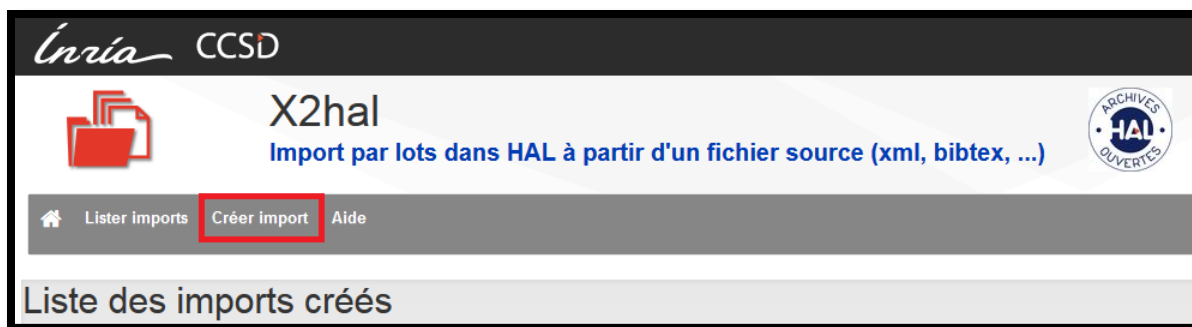 Inria CCSD
X2hal
Import par lots dans HAL à partir d'un fichier source (xml, bibtex, ...)
ARCHIVES
HAL
OUVERTES
Lister imports Créer import Aide
Liste des imports créés